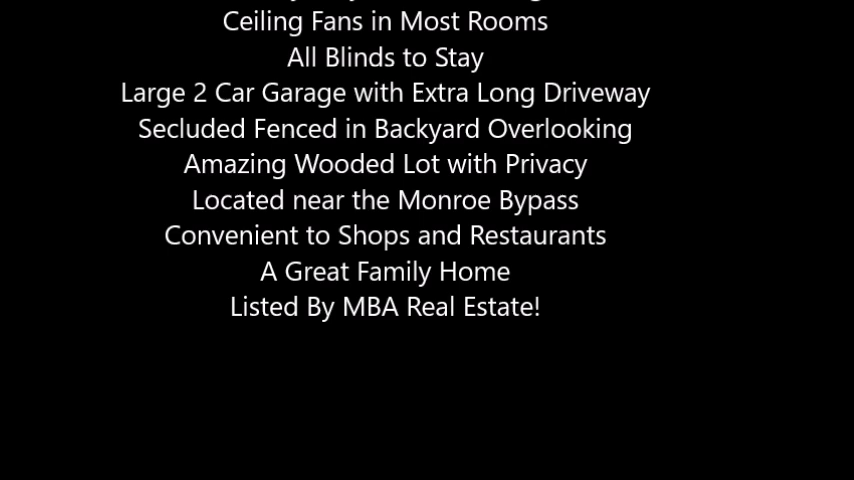 Ceiling Fans in Most Rooms
All Blinds to Stay
Large 2 Car Garage with Extra Long Driveway
Secluded Fenced in Backyard Overlooking
Amazing Wooded Lot with Privacy
Located near the Monroe Bypass
Convenient to Shops and Restaurants
A Great Family Home
Listed By MBA Real Estate!